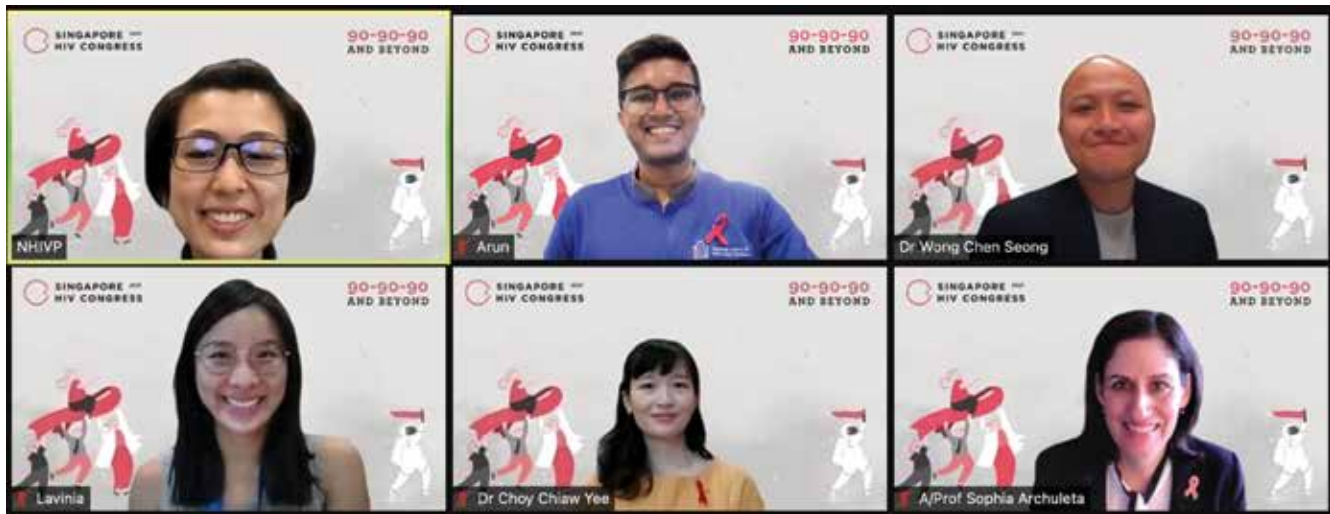 SINGAPORE
HIV CONGRESS
90-90-90
AND BEYOND
NHIVP
SINGAPORE
HIV CONGRESS
90-90-90
AND BEYOND
Arun
SINGAPORE
HIV CONGRESS
90-90-90
AND BEYOND
Dr Wong Chen Seong
SINGAPORE
HIV CONGRESS
90-90-90
AND BEYOND
Lavinia
SINGAPORE
HIV CONGRESS
90-90-90
AND BEYOND
Dr Choy Chiaw Yee
SINGAPORE
HIV CONGRESS
90-90-90
AND BEYOND
A/Prof Sophia Archuleta